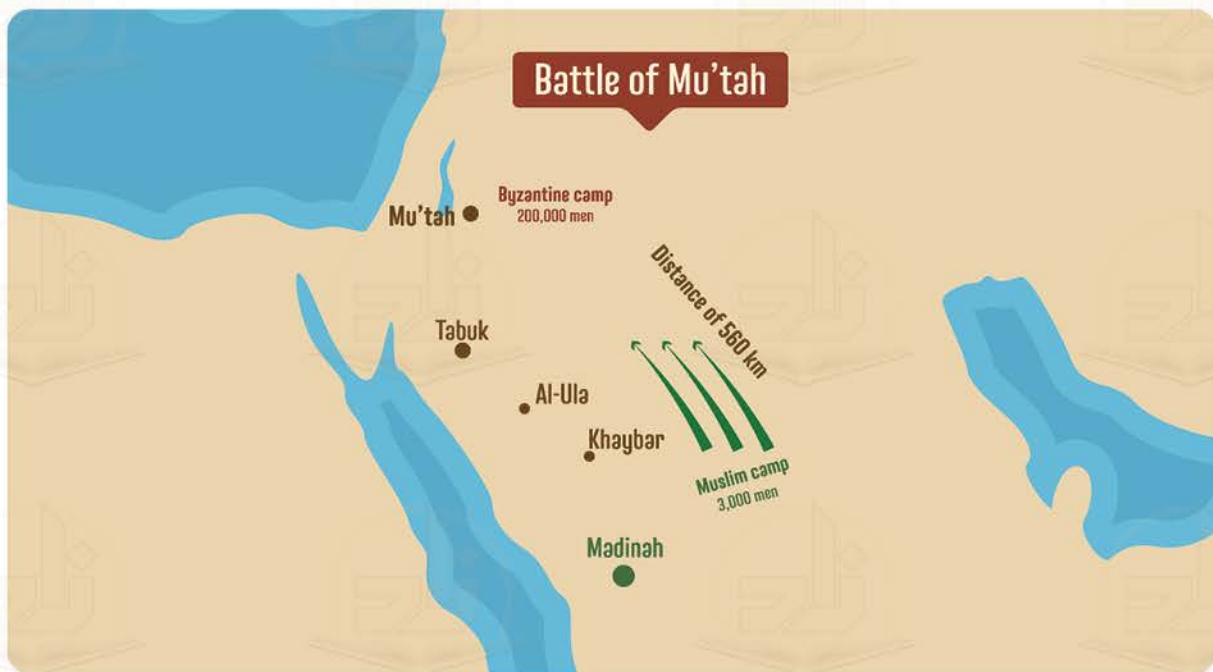 Battle of Mu'tah
Byzantine camp
200,000 men
Mu'tah
Distance of 560 km
Tabuk
Al-Ula
Khaybar
Muslim camp
3,000 men
Madinah